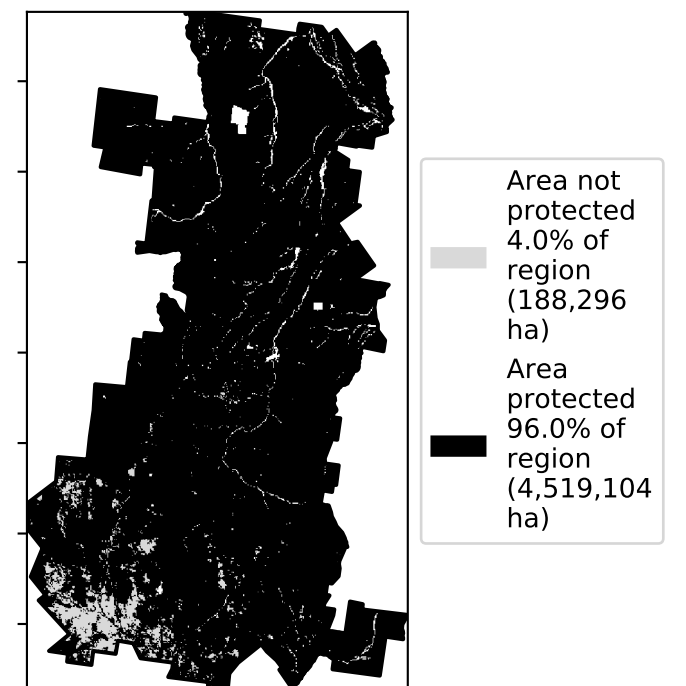 Area not
protected
4.0% of
region
(188,296
ha)
Area
protected
96.0% of
region
(4,519,104
ha)